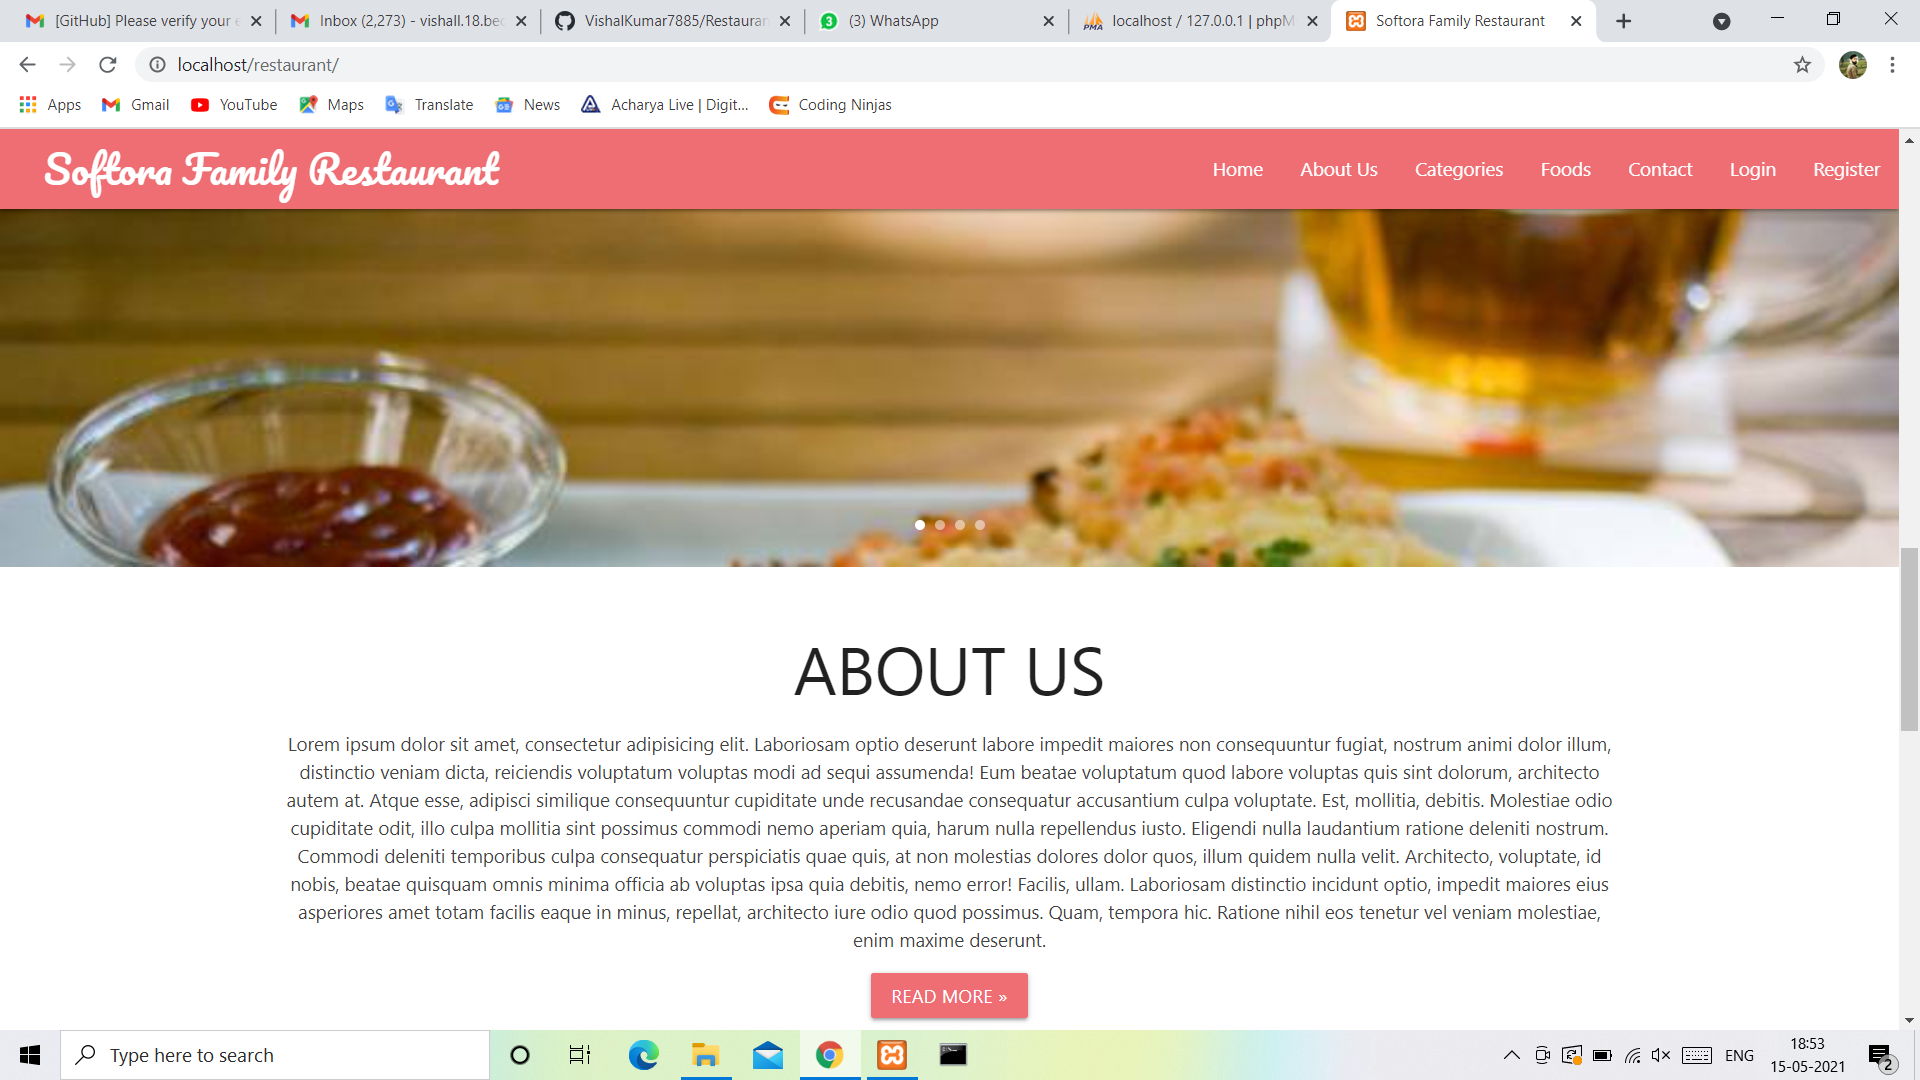 [GitHub] Please verify your e
Inbox (2,273) - vishall.18.bec
VishalKumar7885/Restauran
(3) WhatsApp
localhost / 127.0.0.1 | phpM
Softora Family Restaurant
localhost/restaurant/
Apps
Gmail
YouTube
Maps
Translate
News
Acharya Live | Digit...
Coding Ninjas
Softora Family Restaurant
Home
About Us
Categories
Foods
Contact
Login
Register
ABOUT US
Lorem ipsum dolor sit amet, consectetur adipisicing elit. Laboriosam optio deserunt labore impedit maiores non consequuntur fugiat, nostrum animi dolor illum,
distinctio veniam dicta, reiciendis voluptatum voluptas modi ad sequi assumenda! Eum beatae voluptatum quod labore voluptas quis sint dolorum, architecto
autem at. Atque esse, adipisci similique consequuntur cupiditate unde recusandae consequatur accusantium culpa voluptate. Est, mollitia, debitis. Molestiae odio
cupiditate odit, illo culpa mollitia sint possimus commodi nemo aperiam quia, harum nulla repellendus iusto. Eligendi nulla laudantium ratione deleniti nostrum.
Commodi deleniti temporibus culpa consequatur perspiciatis quae quis, at non molestias dolores dolor quos, illum quidem nulla velit. Architecto, voluptate, id
nobis, beatae quisquam omnis minima officia ab voluptas ipsa quia debitis, nemo error! Facilis, ullam. Laboriosam distinctio incidunt optio, impedit maiores eius
asperiores amet totam facilis eaque in minus, repellat, architecto iure odio quod possimus. Quam, tempora hic. Ratione nihil eos tenetur vel veniam molestiae,
enim maxime deserunt.
READ MORE »
Type here to search
ENG
18:53
15-05-2021
2